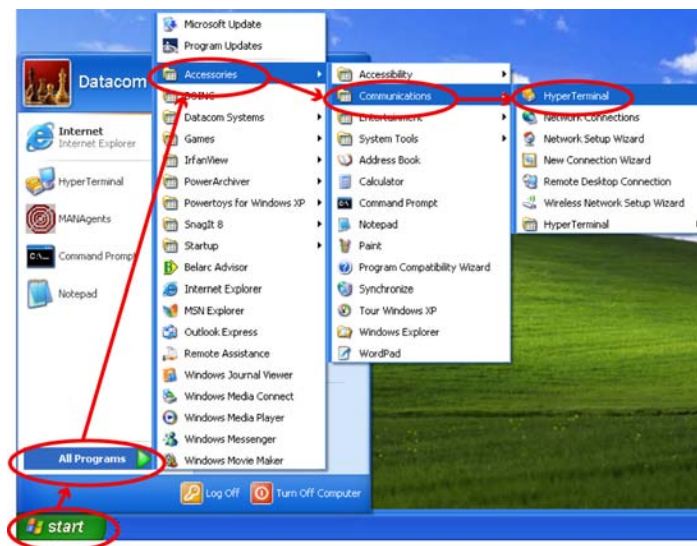 Microsoft Update
Program Updates
Datacom
Accessories
Datacom Systems
Games
IrfanView
PowerArchiver
Powertoys for Windows XP
SnagIt 8
Startup
Belarc Advisor
Internet Explorer
MSN Explorer
Outlook Express
Remote Assistance
Windows Journal Viewer
Windows Media Connect
Windows Media Player
Windows Messenger
Windows Movie Maker
Accessibility
Communications
Entertainment
System Tools
Address Book
Calculator
Command Prompt
Notepad
Paint
Program Compatibility Wizard
Synchronize
Tour Windows XP
Windows Explorer
WordPad
HyperTerminal
Network Connections
Network Setup Wizard
New Connection Wizard
Remote Desktop Connection
Wireless Network Setup Wizard
HyperTerminal
Internet
Internet Explorer
HyperTerminal
MANAgents
Command Prompt
Notepad
All Programs
Log Off
Turn Off Computer
start